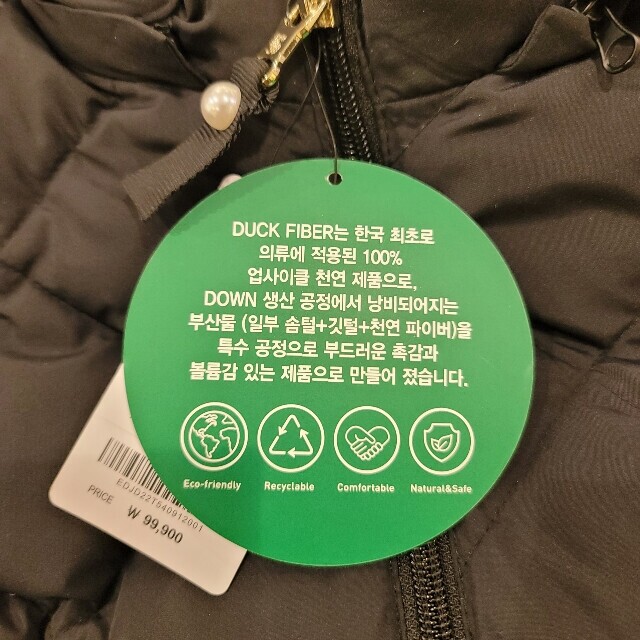 DUCK FIBER는 한국 최초로
의류에 적용된 100%
업사이클 천연 제품으로,
DOWN 생산 공정에서 낭비되어지는
부산물 (일부 솜털+깃털+천연 파이버)을
특수 공정으로 부드러운 촉감과
볼륨감 있는 제품으로 만들어 졌습니다.
Eco-friendly
Recyclable
Comfortable
Natural&Safe
EDJD22T540912001
PRICE
₩ 99,900